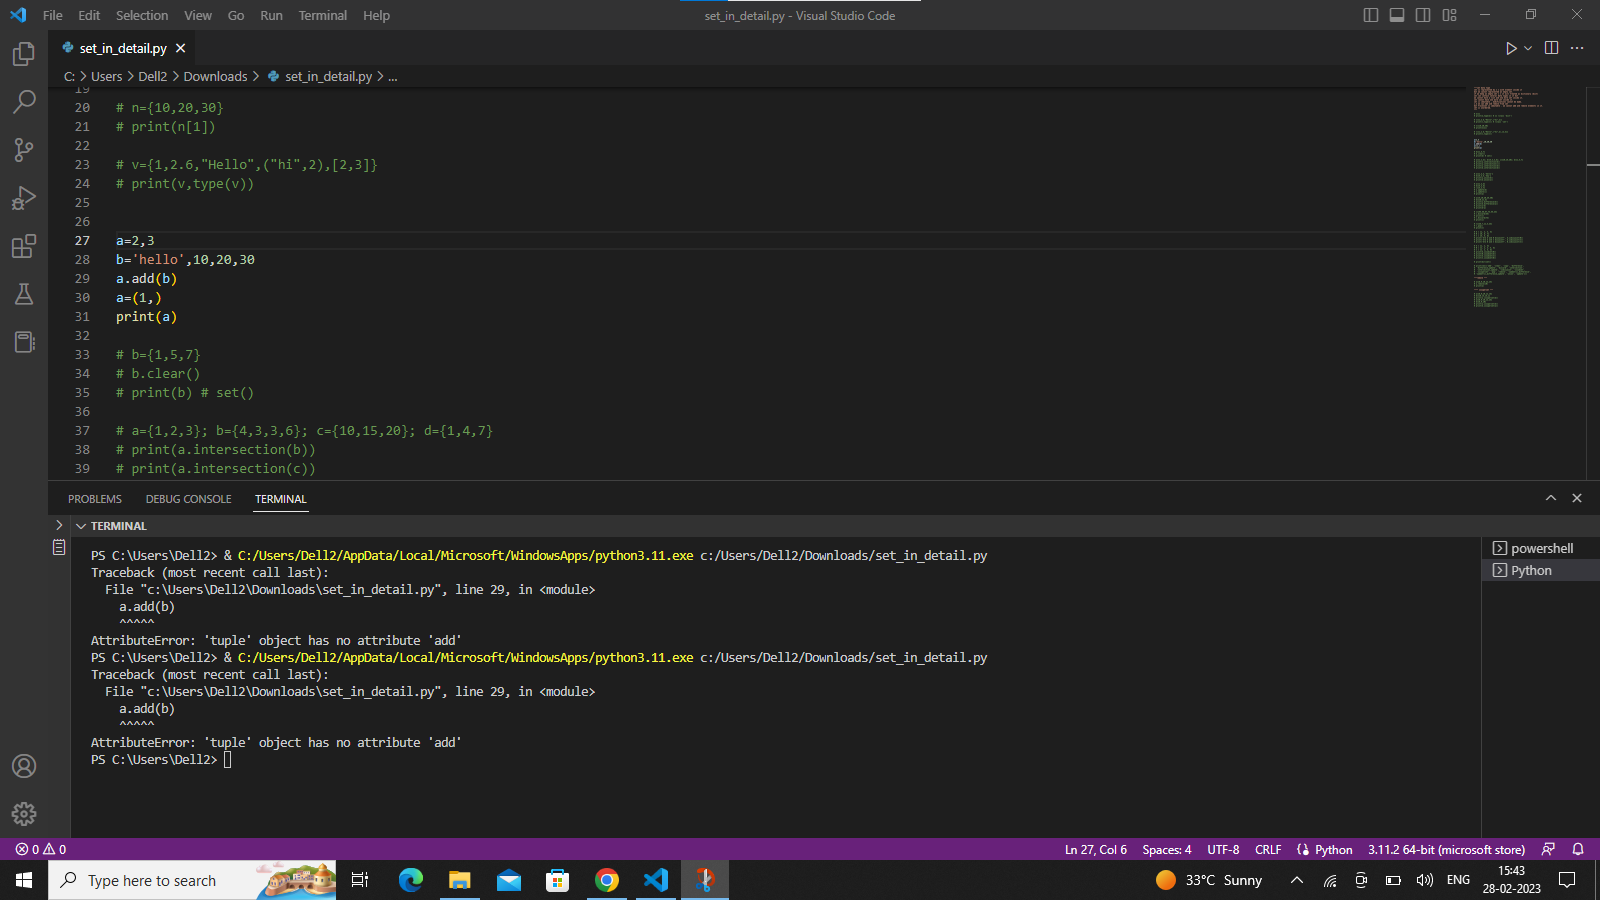 File Edit Selection View Go Run Terminal Help
set_in_detail.py - Visual Studio Code
set_in_detail.py
C: > Users > Dell2 > Downloads > set_in_detail.py > ...
19
20 # n={10,20,30}
21 # print(n[1])
22
23 # v={1,2.6,"Hello",("hi",2),[2,3]}
24 # print(v,type(v))
25
26
27 a=2,3
28 b='hello',10,20,30
29 a.add(b)
30 a=(1,)
31 print(a)
32
33 # b={1,5,7}
34 # b.clear()
35 # print(b) # set()
36
37 # a={1,2,3}; b={4,3,3,6}; c={10,15,20}; d={1,4,7}
38 # print(a.intersection(b))
39 # print(a.intersection(c))
PROBLEMS DEBUG CONSOLE TERMINAL
TERMINAL
PS C:\Users\Dell2> & C:/Users/Dell2/AppData/Local/Microsoft/WindowsApps/python3.11.exe c:/Users/Dell2/Downloads/set_in_detail.py
Traceback (most recent call last):
File "c:\Users\Dell2\Downloads\set_in_detail.py", line 29, in <module>
a.add(b)
^^^^^
AttributeError: 'tuple' object has no attribute 'add'
PS C:\Users\Dell2> & C:/Users/Dell2/AppData/Local/Microsoft/WindowsApps/python3.11.exe c:/Users/Dell2/Downloads/set_in_detail.py
Traceback (most recent call last):
File "c:\Users\Dell2\Downloads\set_in_detail.py", line 29, in <module>
a.add(b)
^^^^^
AttributeError: 'tuple' object has no attribute 'add'
PS C:\Users\Dell2>
powershell
Python
0 0
Ln 27, Col 6 Spaces: 4 UTF-8 CRLF Python 3.11.2 64-bit (microsoft store)
Type here to search
33°C Sunny
ENG
15:43
28-02-2023